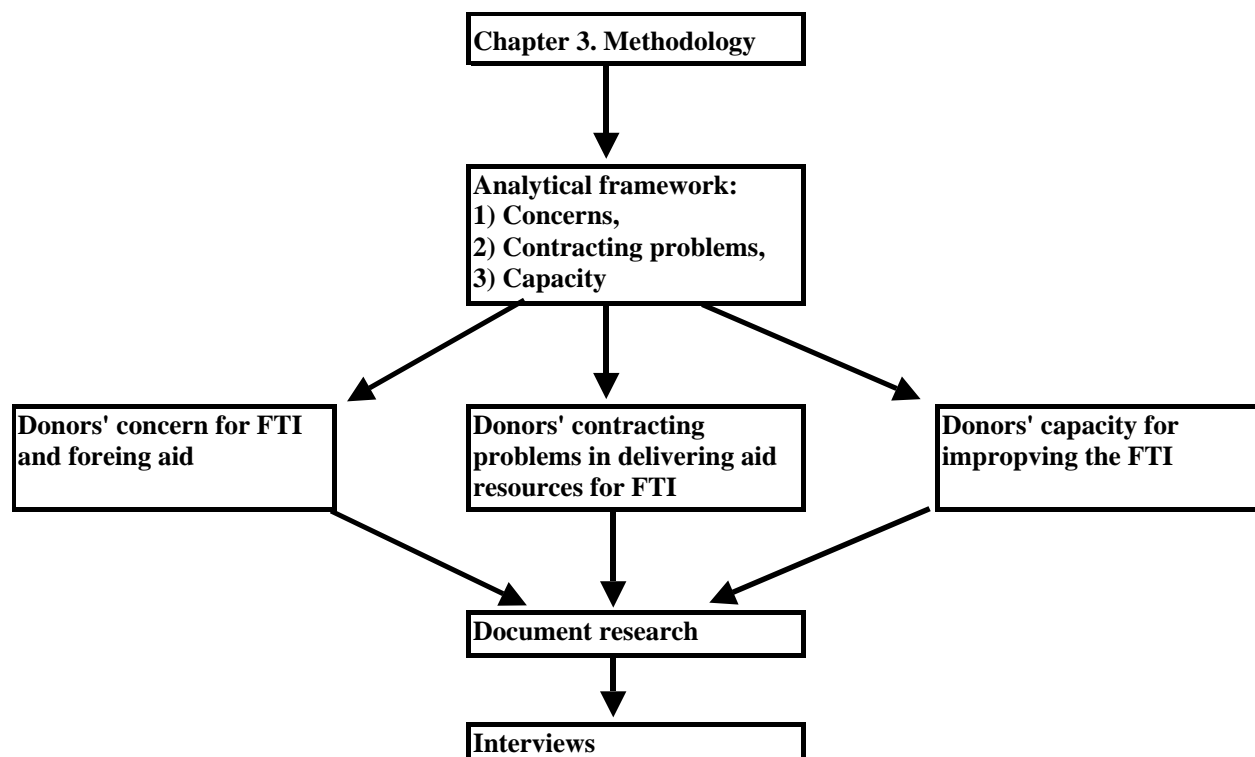 Chapter 3. Methodology
Analytical framework:
1) Concerns,
2) Contracting problems,
3) Capacity
Donors' concern for FTI
and foreing aid
Donors' contracting
problems in delivering aid
resources for FTI
Donors' capacity for
impropving the FTI
Document research
Interviews